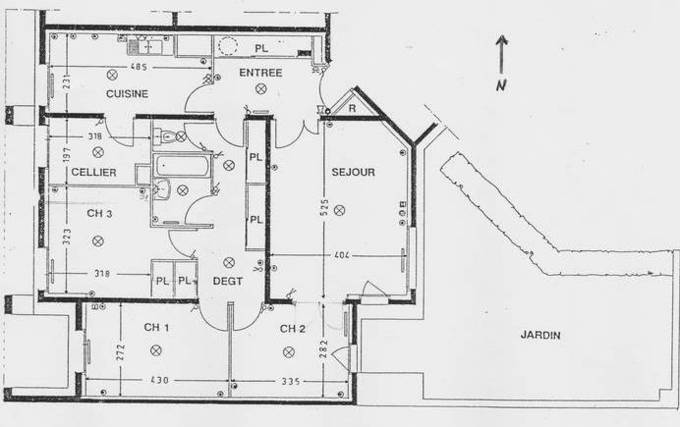 PL
485
ENTREE
231
CUISINE
N
R
318
197
CELLIER
PL
SEJOUR
CH 3
525
PL
323
404
318
PL
PL
DEGT
CH 1
CH 2
JARDIN
272
282
430
335